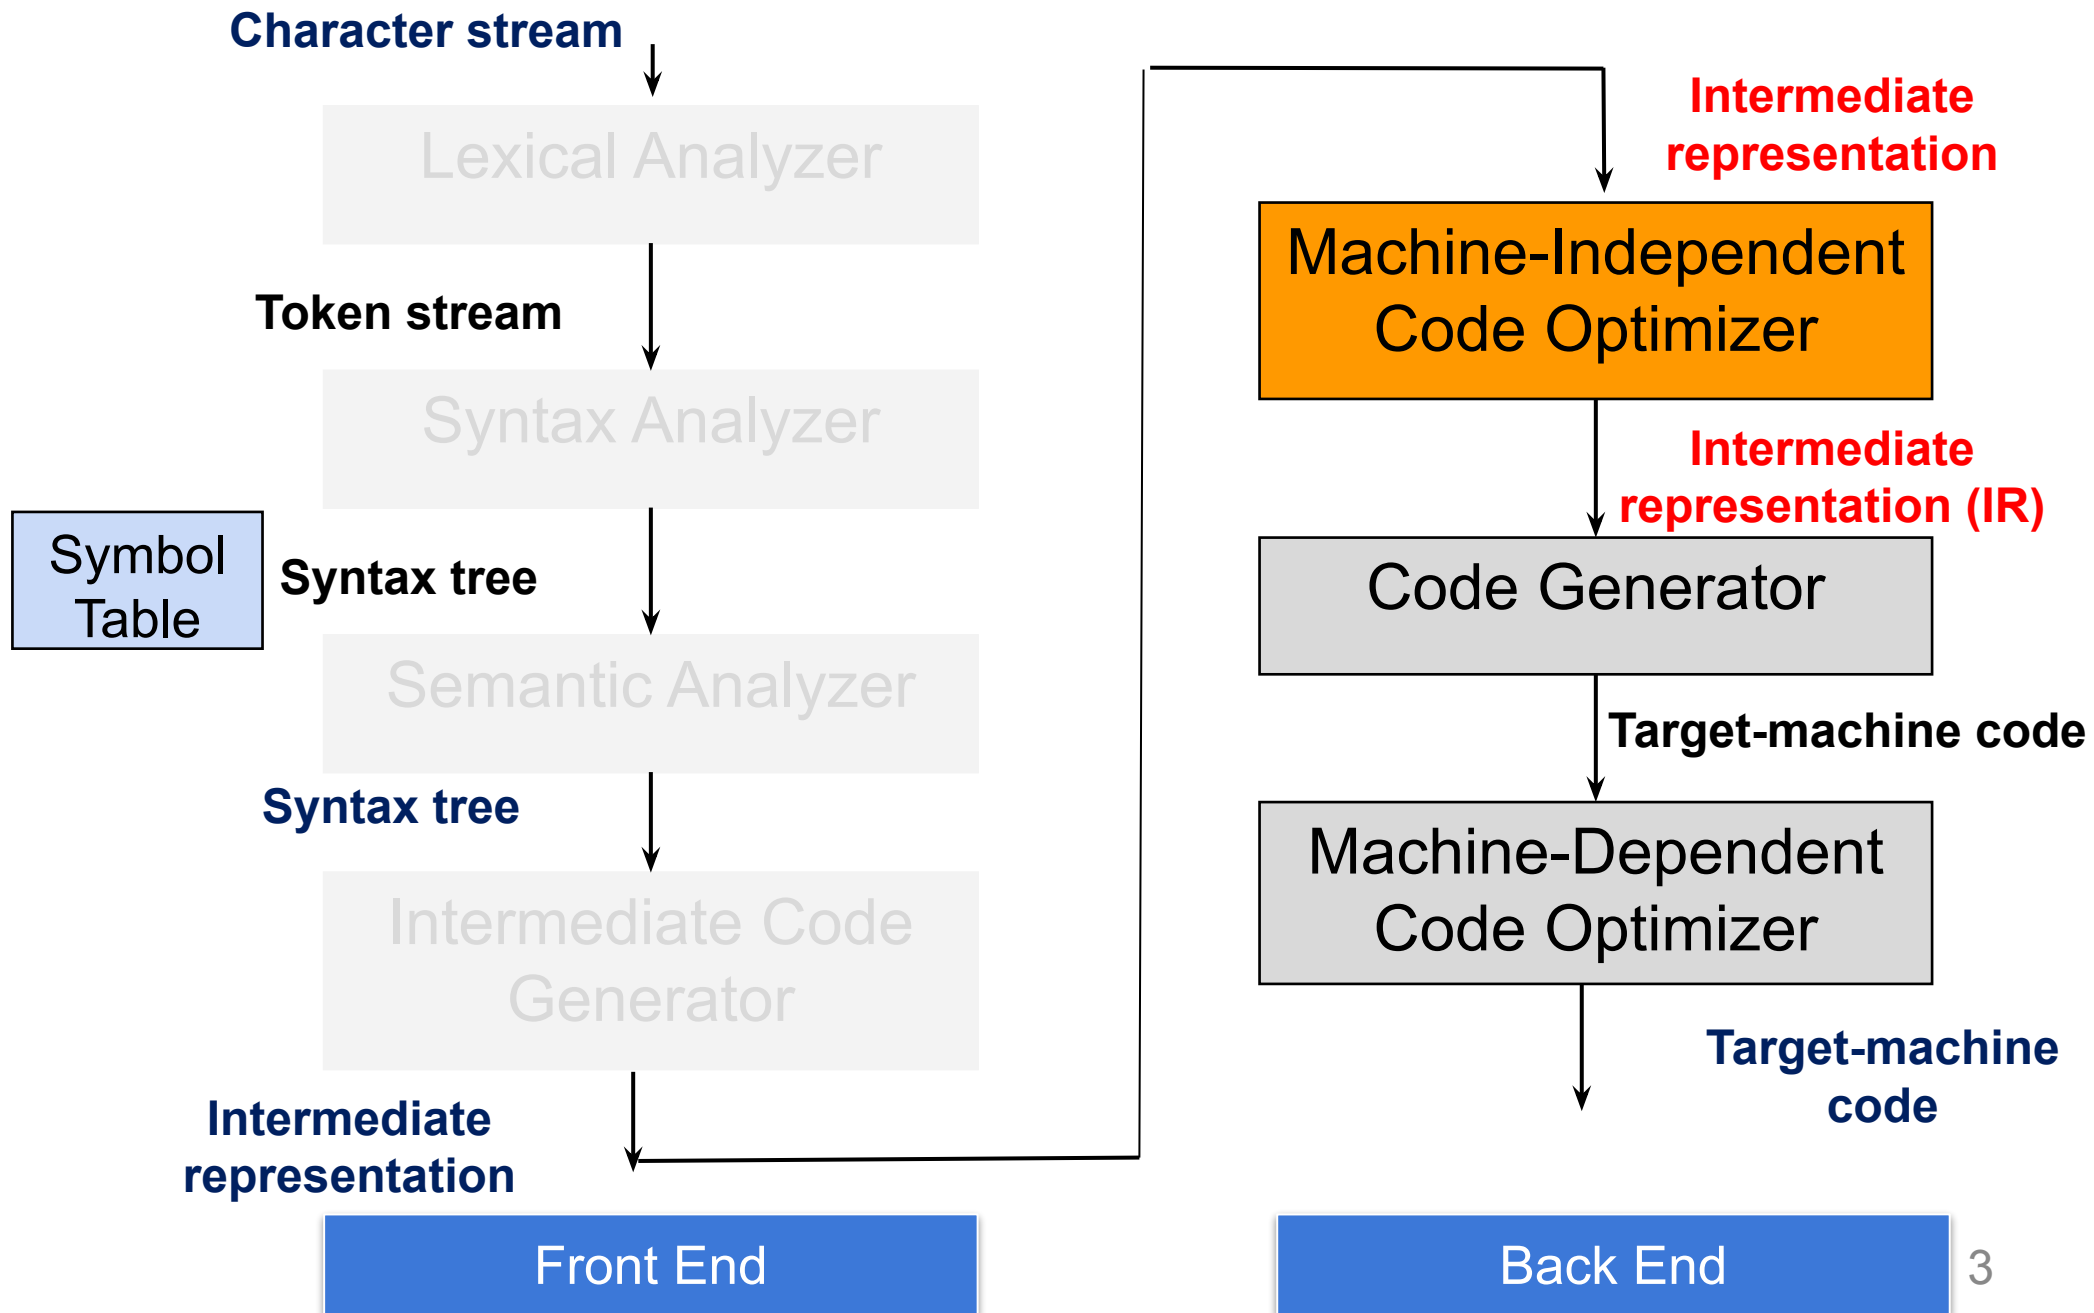 Character stream
Lexical Analyzer
Token stream
Syntax Analyzer
Symbol
Table
Syntax tree
Semantic Analyzer
Syntax tree
Intermediate Code
Generator
Intermediate
representation
Front End
Intermediate
representation
Machine-Independent
Code Optimizer
Intermediate
representation (IR)
Code Generator
Target-machine code
Machine-Dependent
Code Optimizer
Target-machine
code
Back End
3